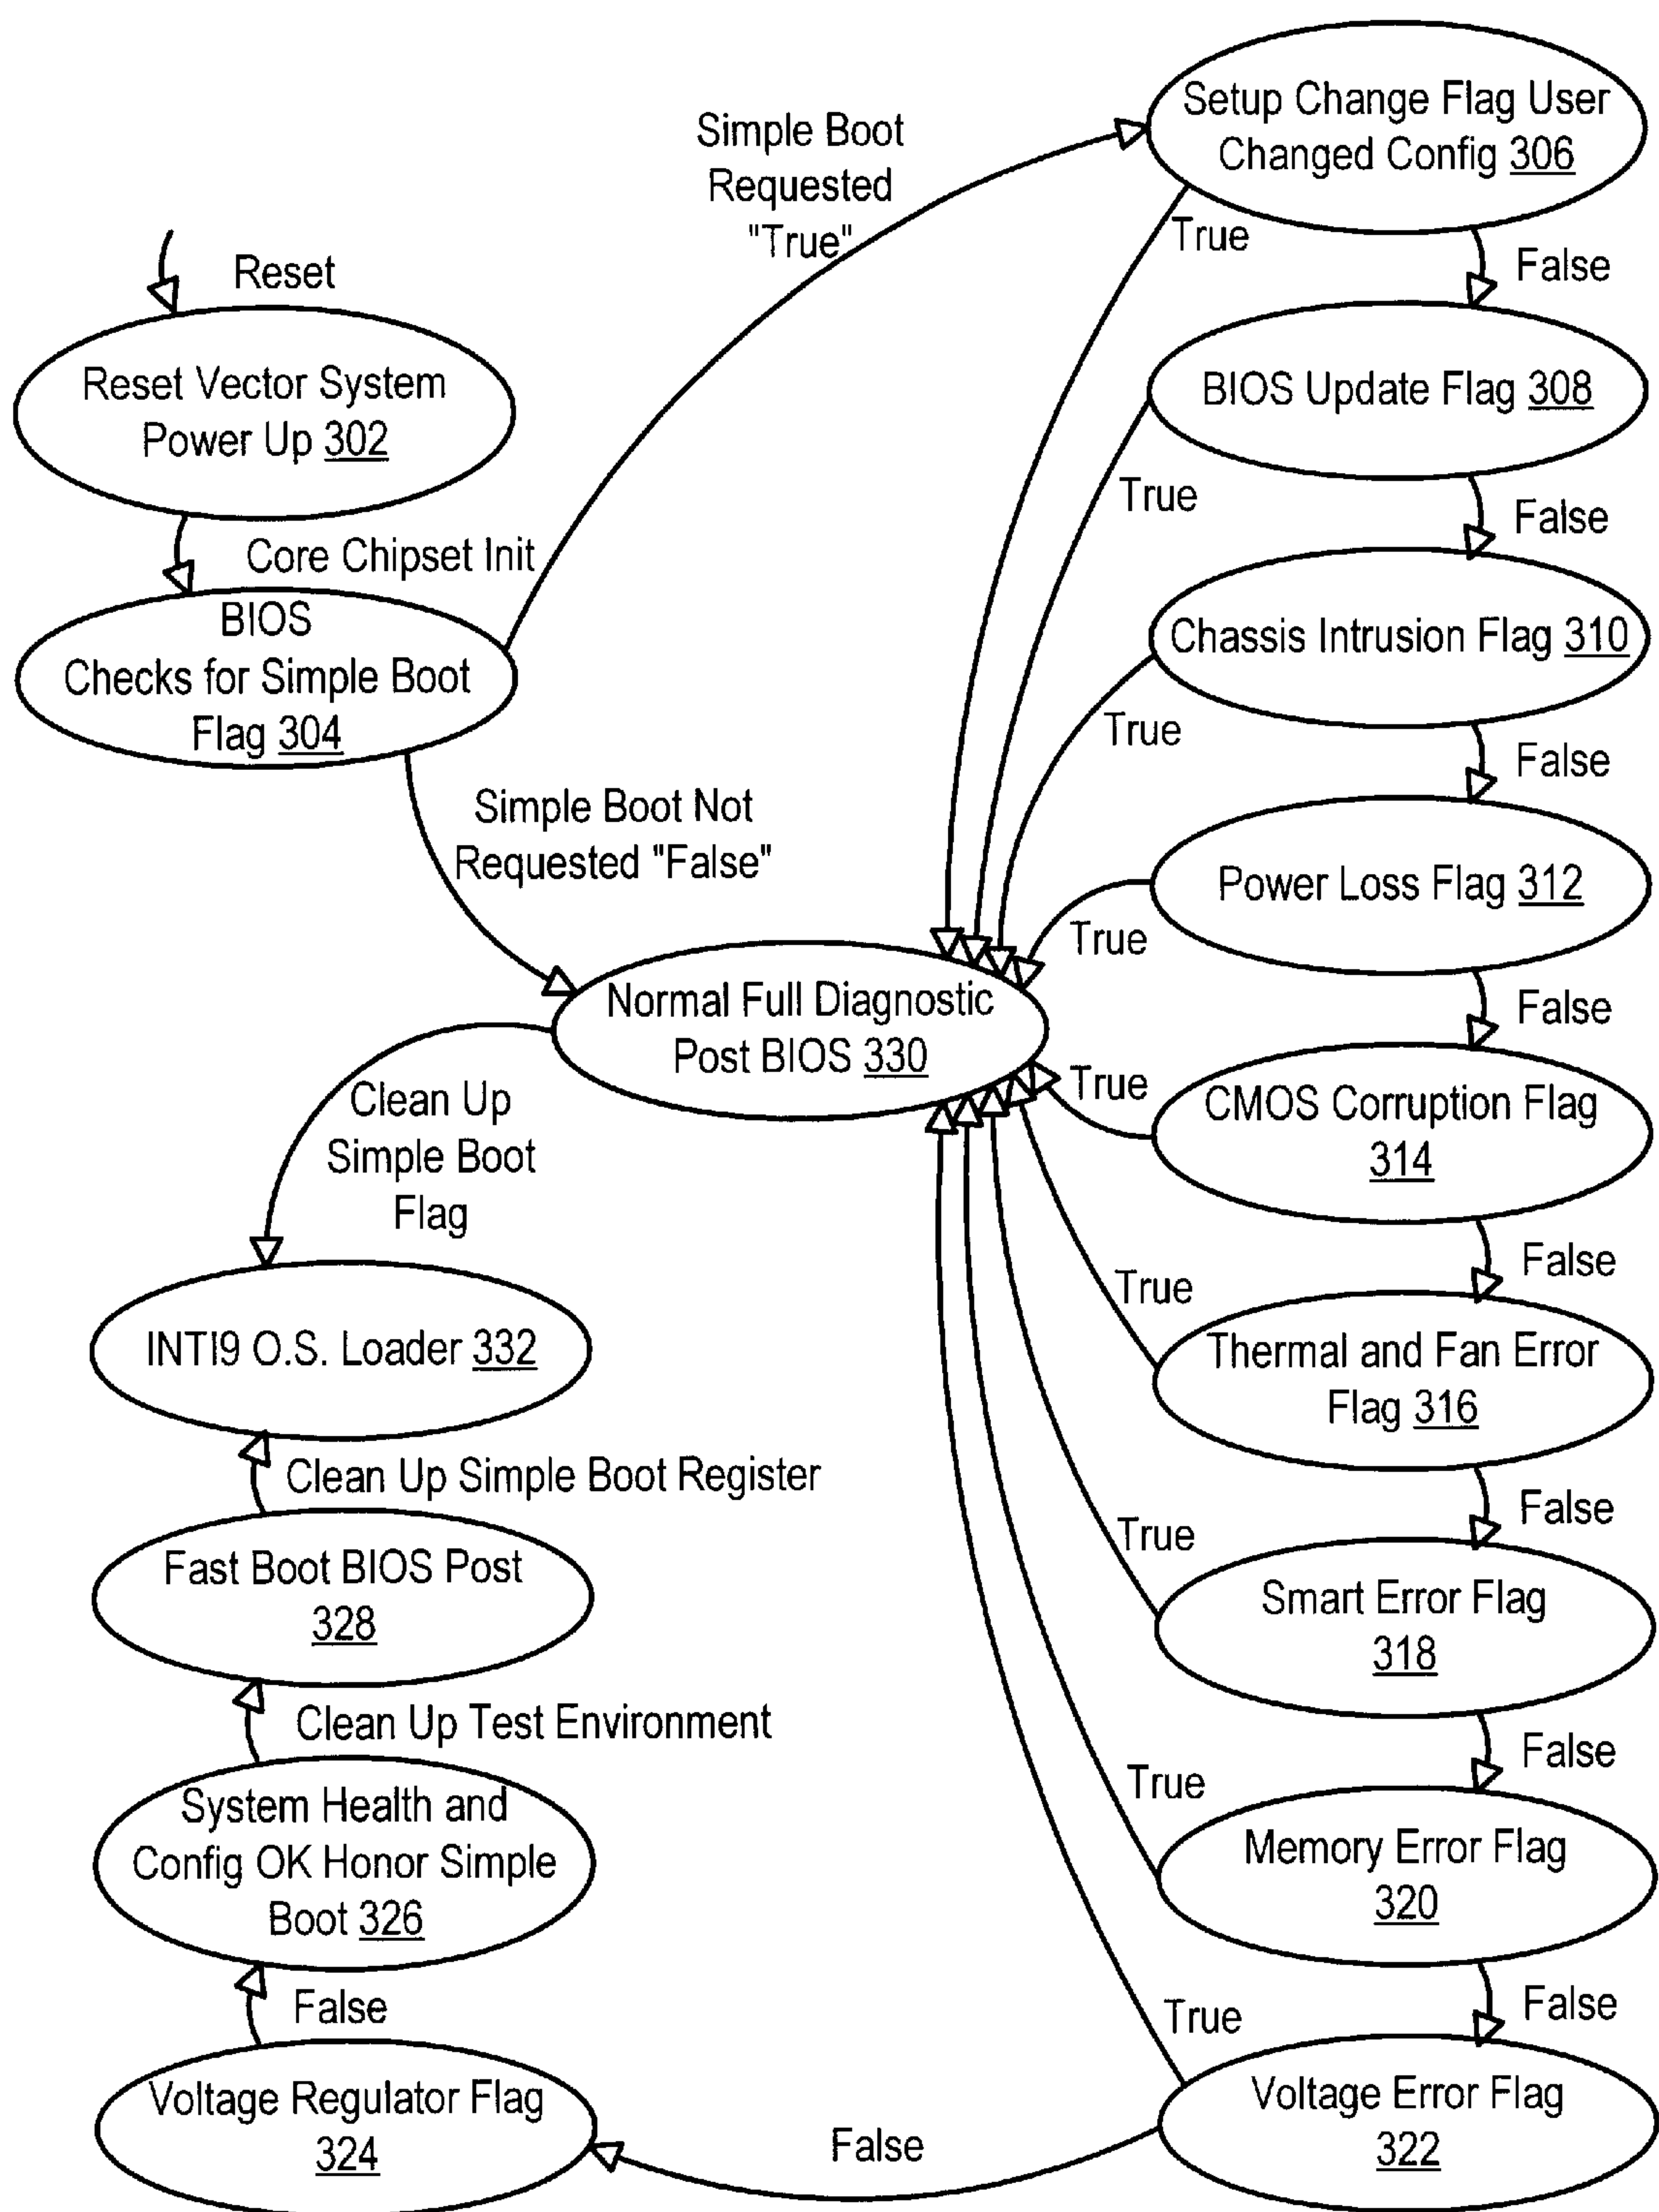 Reset
Reset Vector System
Power Up 302
Core Chipset Init
BIOS
Checks for Simple Boot
Flag 304
Simple Boot
Requested
"True"
Simple Boot Not
Requested "False"
Setup Change Flag User
Changed Config 306
True
False
BIOS Update Flag 308
True
False
Chassis Intrusion Flag 310
True
False
Power Loss Flag 312
True
False
CMOS Corruption Flag
314
True
False
Thermal and Fan Error
Flag 316
True
False
Smart Error Flag
318
True
False
Memory Error Flag
320
True
False
Voltage Error Flag
322
True
False
Voltage Regulator Flag
324
False
System Health and
Config OK Honor Simple
Boot 326
Clean Up Test Environment
Fast Boot BIOS Post
328
Clean Up Simple Boot Register
INTI9 O.S. Loader 332
Clean Up
Simple Boot
Flag
Normal Full Diagnostic
Post BIOS 330